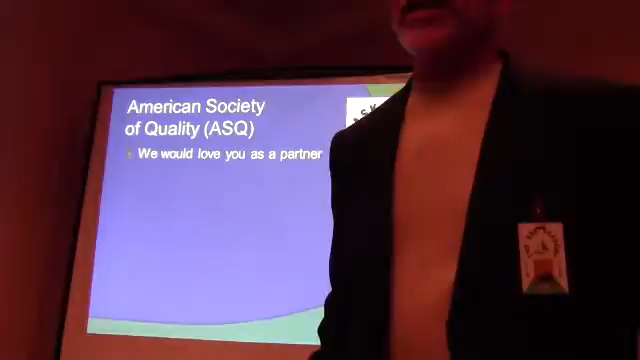 American Society
of Quality (ASQ)
We would love you as a partner